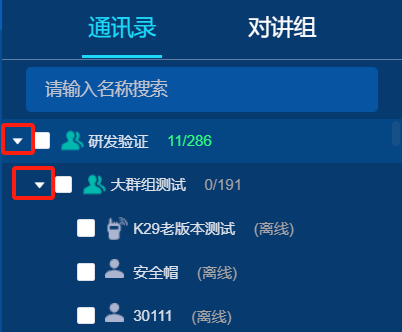 通讯录 对讲组
请输入名称搜索
研发验证 11/286
大群组测试 0/191
K29老版本测试 (离线)
安全帽 (离线)
30111 (离线)